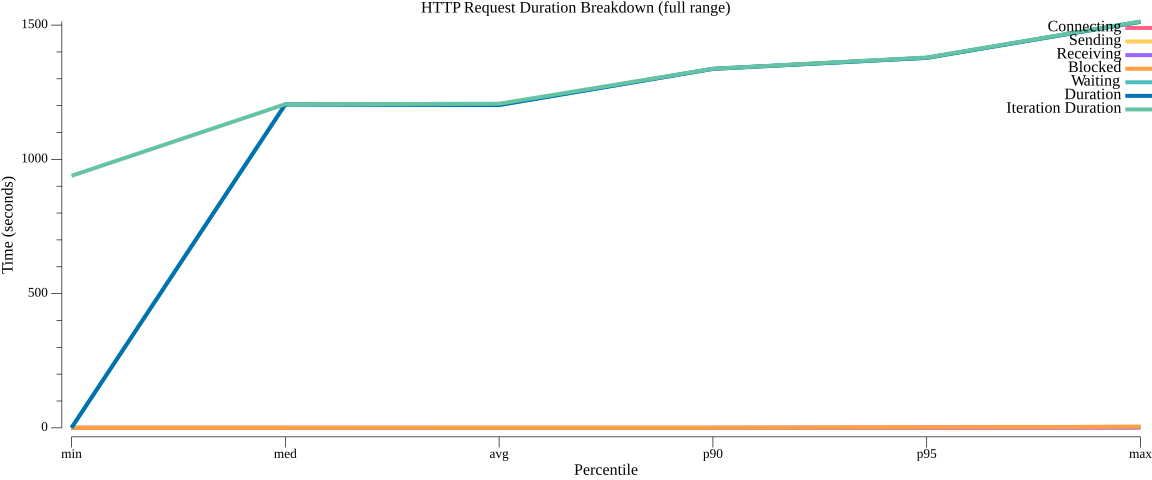 HTTP Request Duration Breakdown (full range)
1500
1000
500
0
Time (seconds)
min
med
avg
p90
p95
max
Percentile
Connecting
Sending
Receiving
Blocked
Waiting
Duration
Iteration Duration